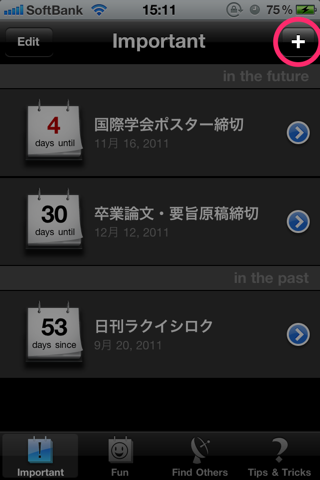 SoftBank 15:11 75%
Edit Important +
in the future
4
days until
国際学会ポスター締切
11月 16, 2011
30
days until
卒業論文・要旨原稿締切
12月 12, 2011
in the past
53
days since
日刊ラクイシロク
9月 20, 2011
Important Fun Find Others Tips & Tricks